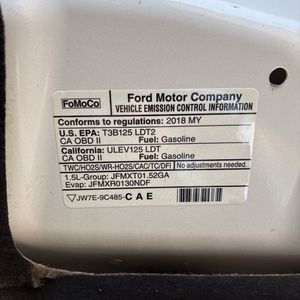 FoMoCo
Ford Motor Company
VEHICLE EMISSION CONTROL INFORMATION
Conforms to regulations: 2018 MY
U.S. EPA: T3B125 LDT2
CA OBD II Fuel: Gasoline
California: ULEV125 LDT
CA OBD II Fuel: Gasoline
TWC/HO2S/WR-HO2S/CAC/TC/DFI No adjustments needed.
1.5L-Group: JFMXT01.52GA
Evap: JFMXR0130NDF
JW7E-9C485-C A E